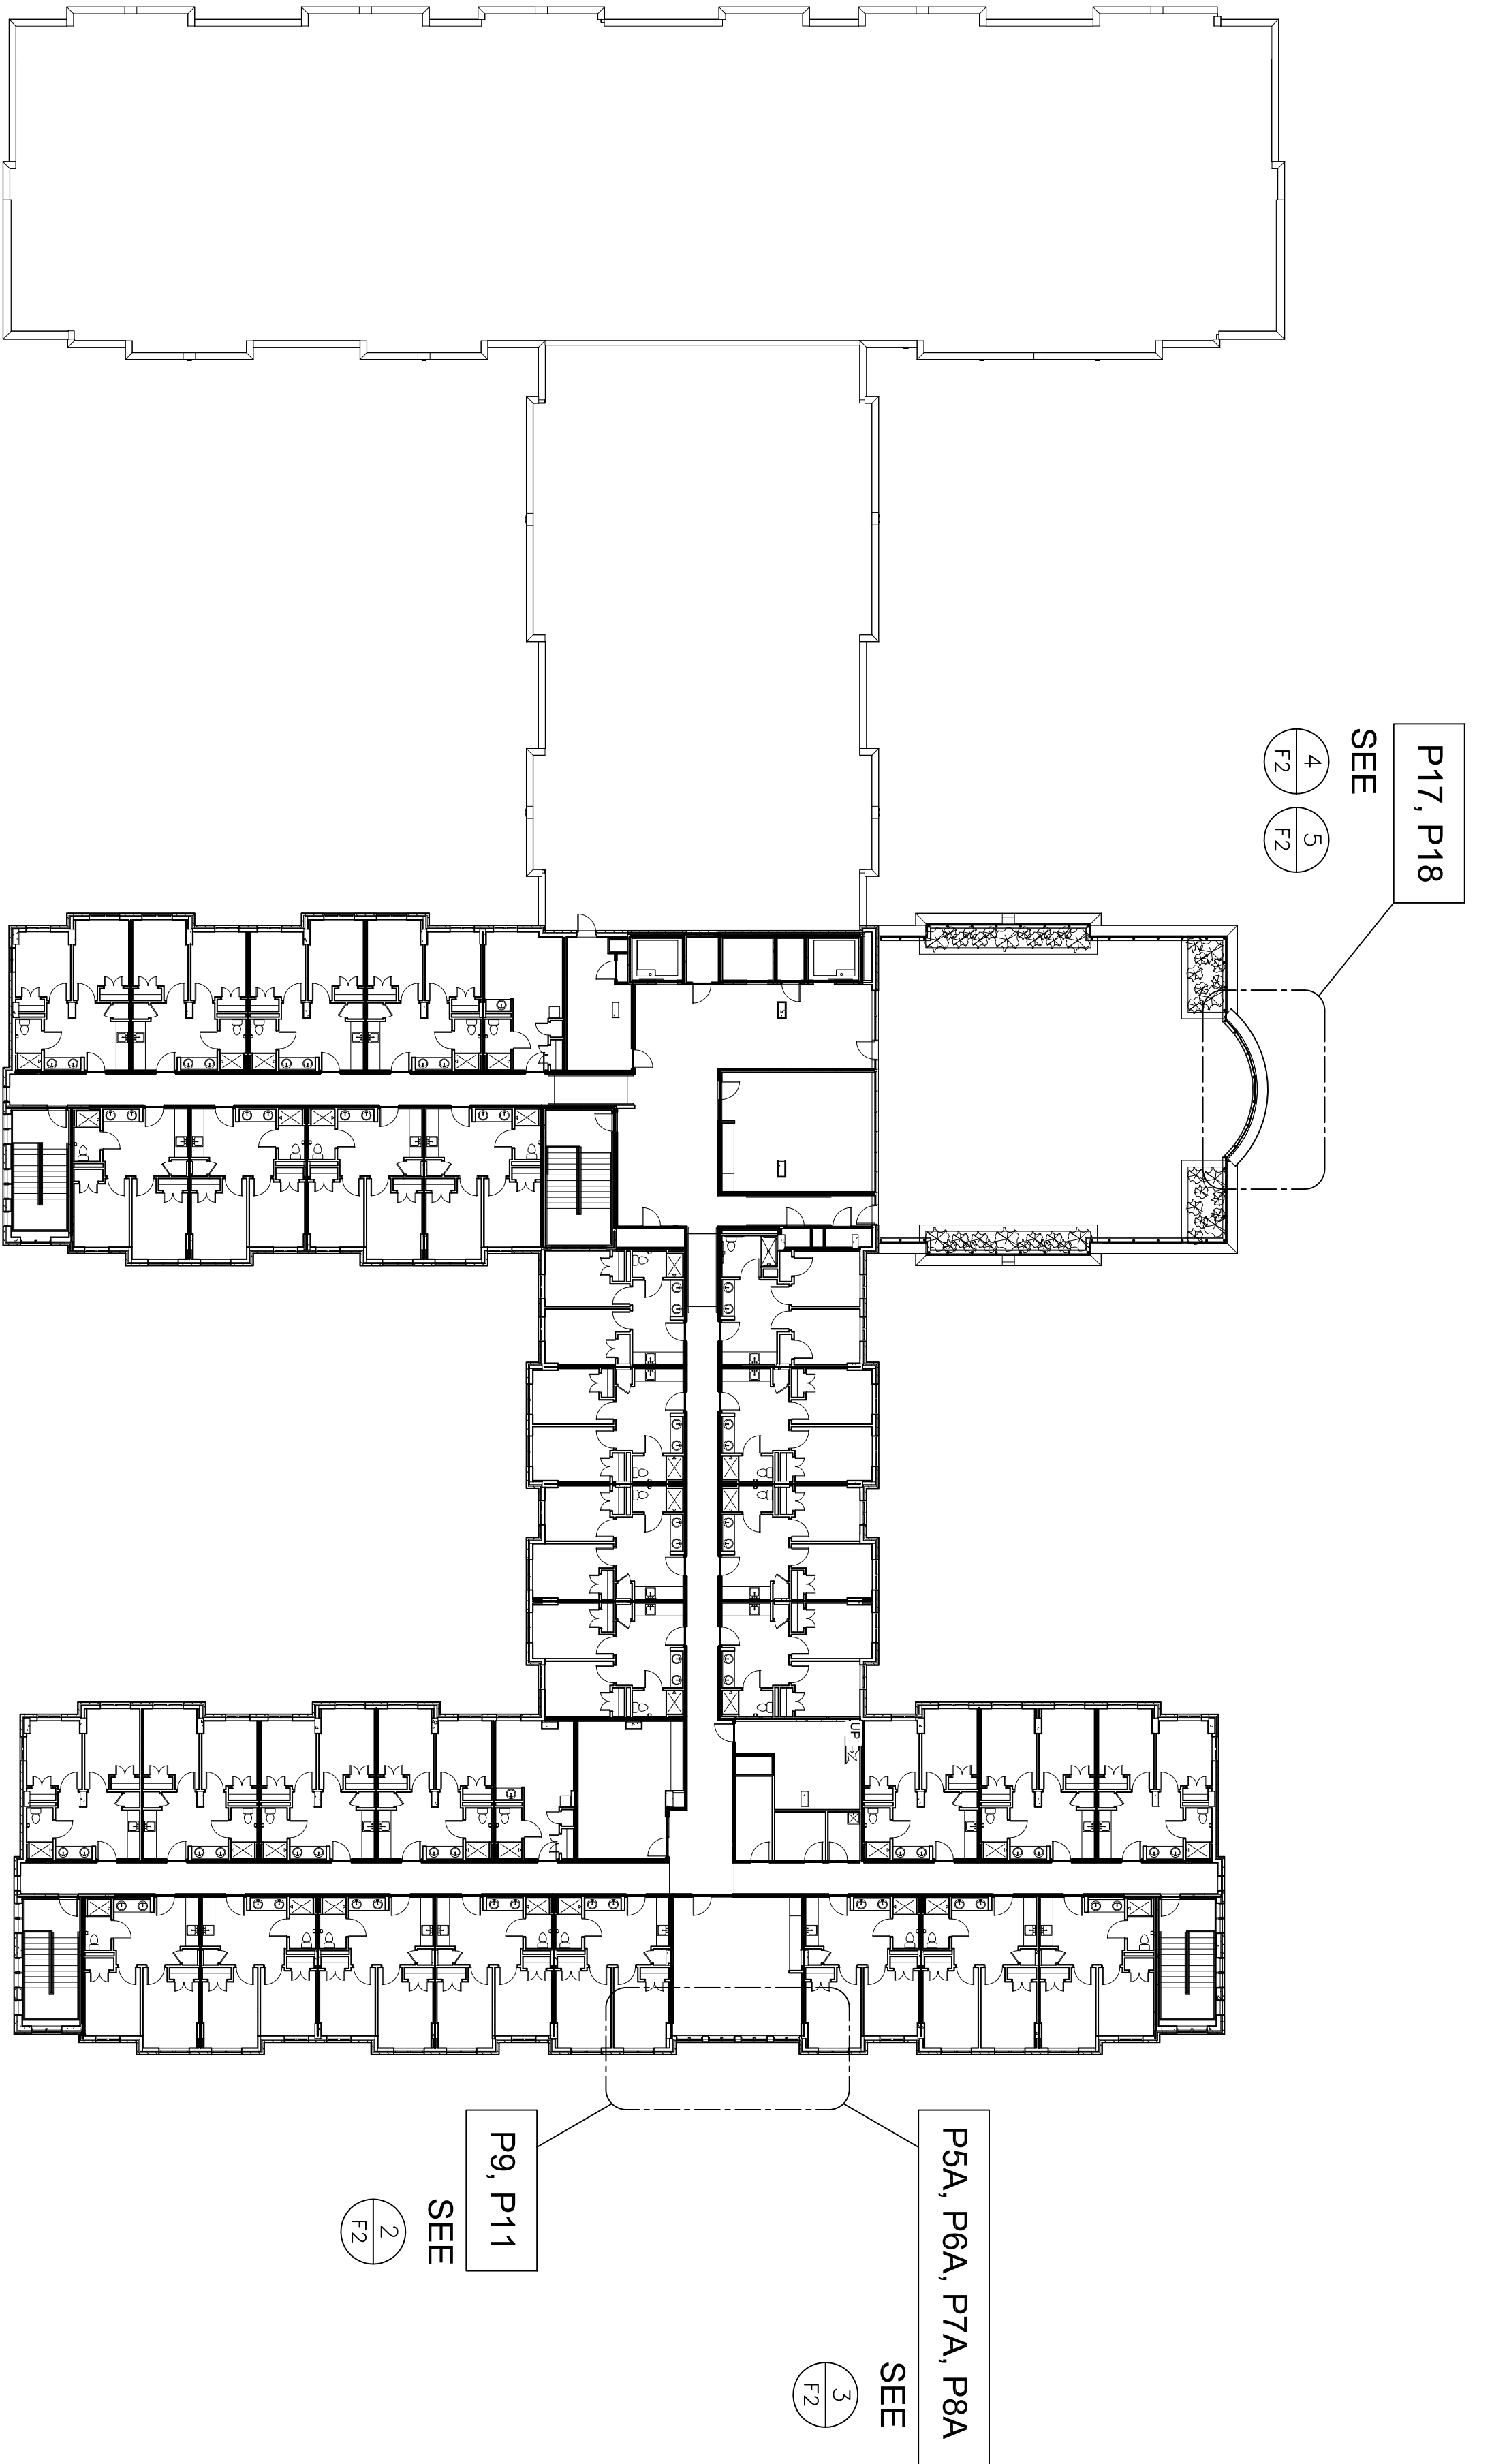 P17, P18
SEE
4
F2
5
F2
UP
P5A, P6A, P7A, P8A
SEE
3
F2
P9, P11
SEE
2
F2